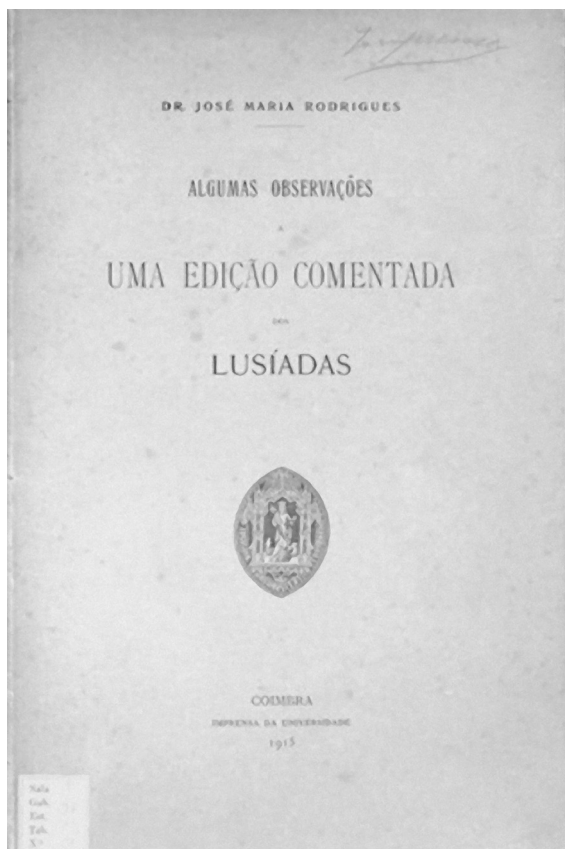 DR. JOSÉ MARIA RODRIGUES
ALGUMAS OBSERVAÇÕES
A
UMA EDIÇÃO COMENTADA
DOS
LUSÍADAS
COIMBRA
IMPRENSA DA UNIVERSIDADE
1915
Sala
Gab.
Est.
Tab.
N.º